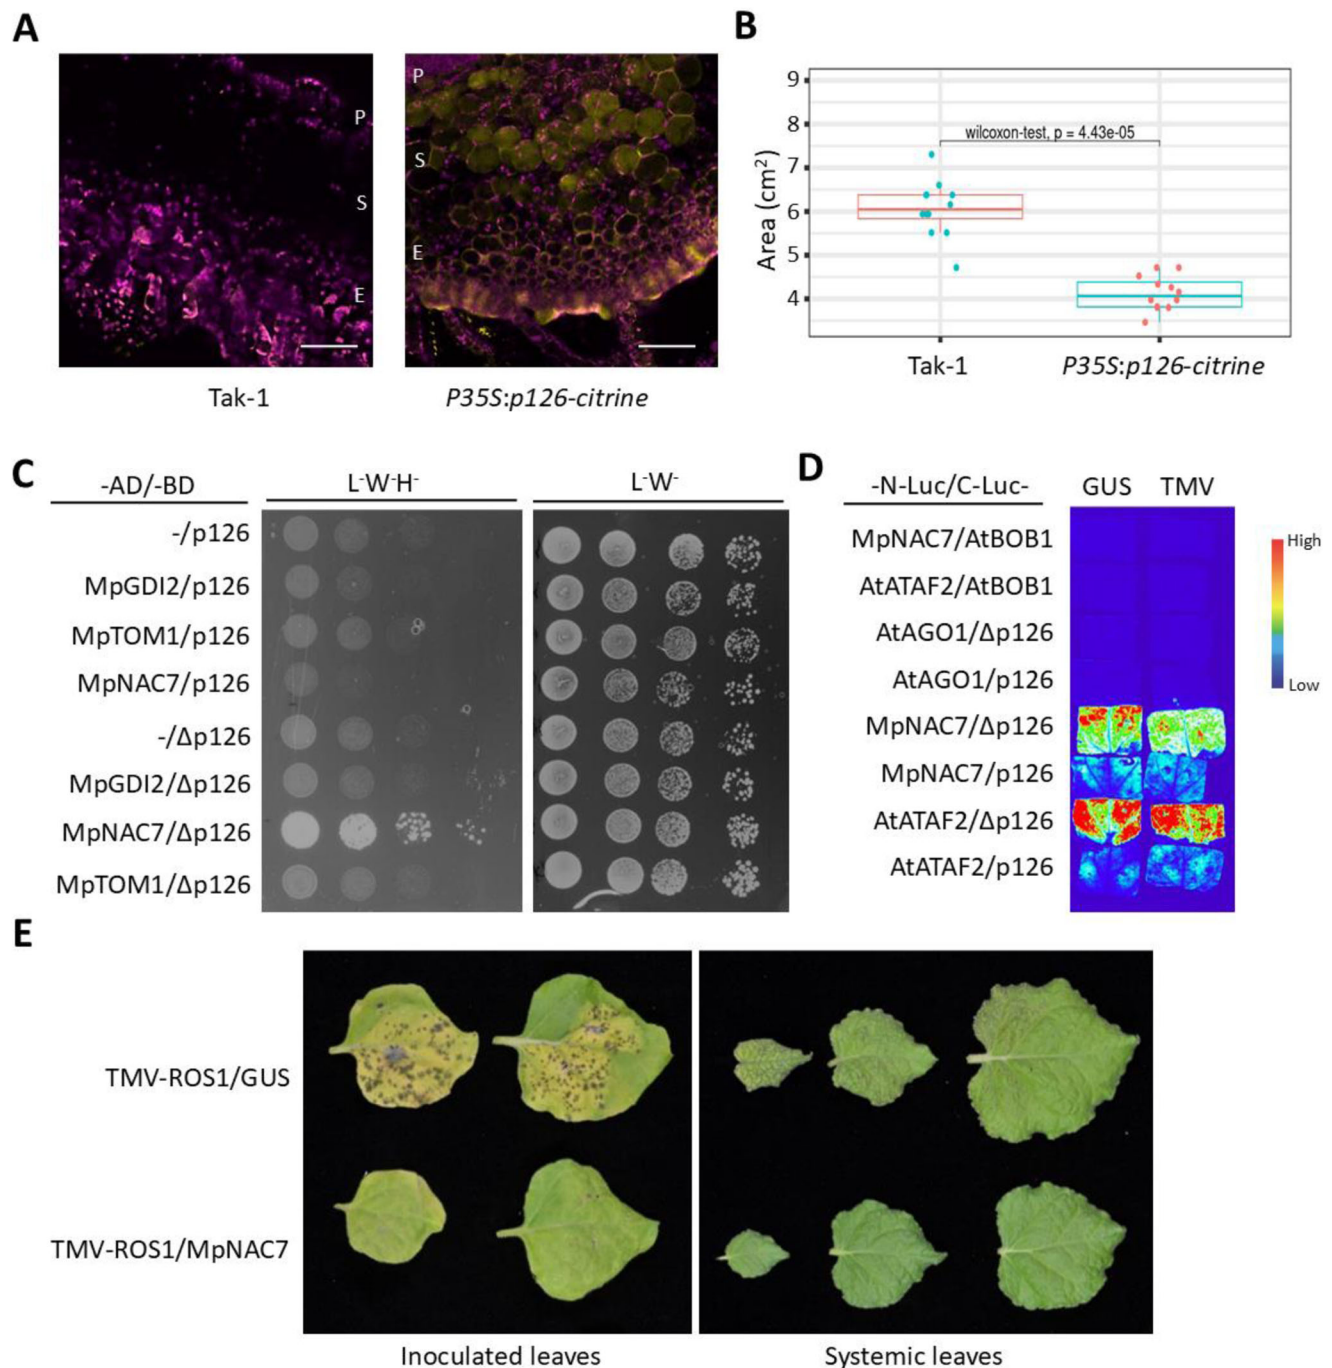 A
P
S
E
Tak-1
P
S
E
P35S:p126-citrine
B
Area (cm²)
9
8
7
6
5
4
wilcoxon-test, p = 4.43e-05
Tak-1
P35S:p126-citrine
C
-AD/-BD
L⁻W⁻H⁻
L⁻W⁻
-/p126
MpGDI2/p126
MpTOM1/p126
MpNAC7/p126
-/Δp126
MpGDI2/Δp126
MpNAC7/Δp126
MpTOM1/Δp126
D
-N-Luc/C-Luc-
GUS TMV
MpNAC7/AtBOB1
AtATAF2/AtBOB1
AtAGO1/Δp126
AtAGO1/p126
MpNAC7/Δp126
MpNAC7/p126
AtATAF2/Δp126
AtATAF2/p126
High
Low
E
TMV-ROS1/GUS
TMV-ROS1/MpNAC7
Inoculated leaves
Systemic leaves